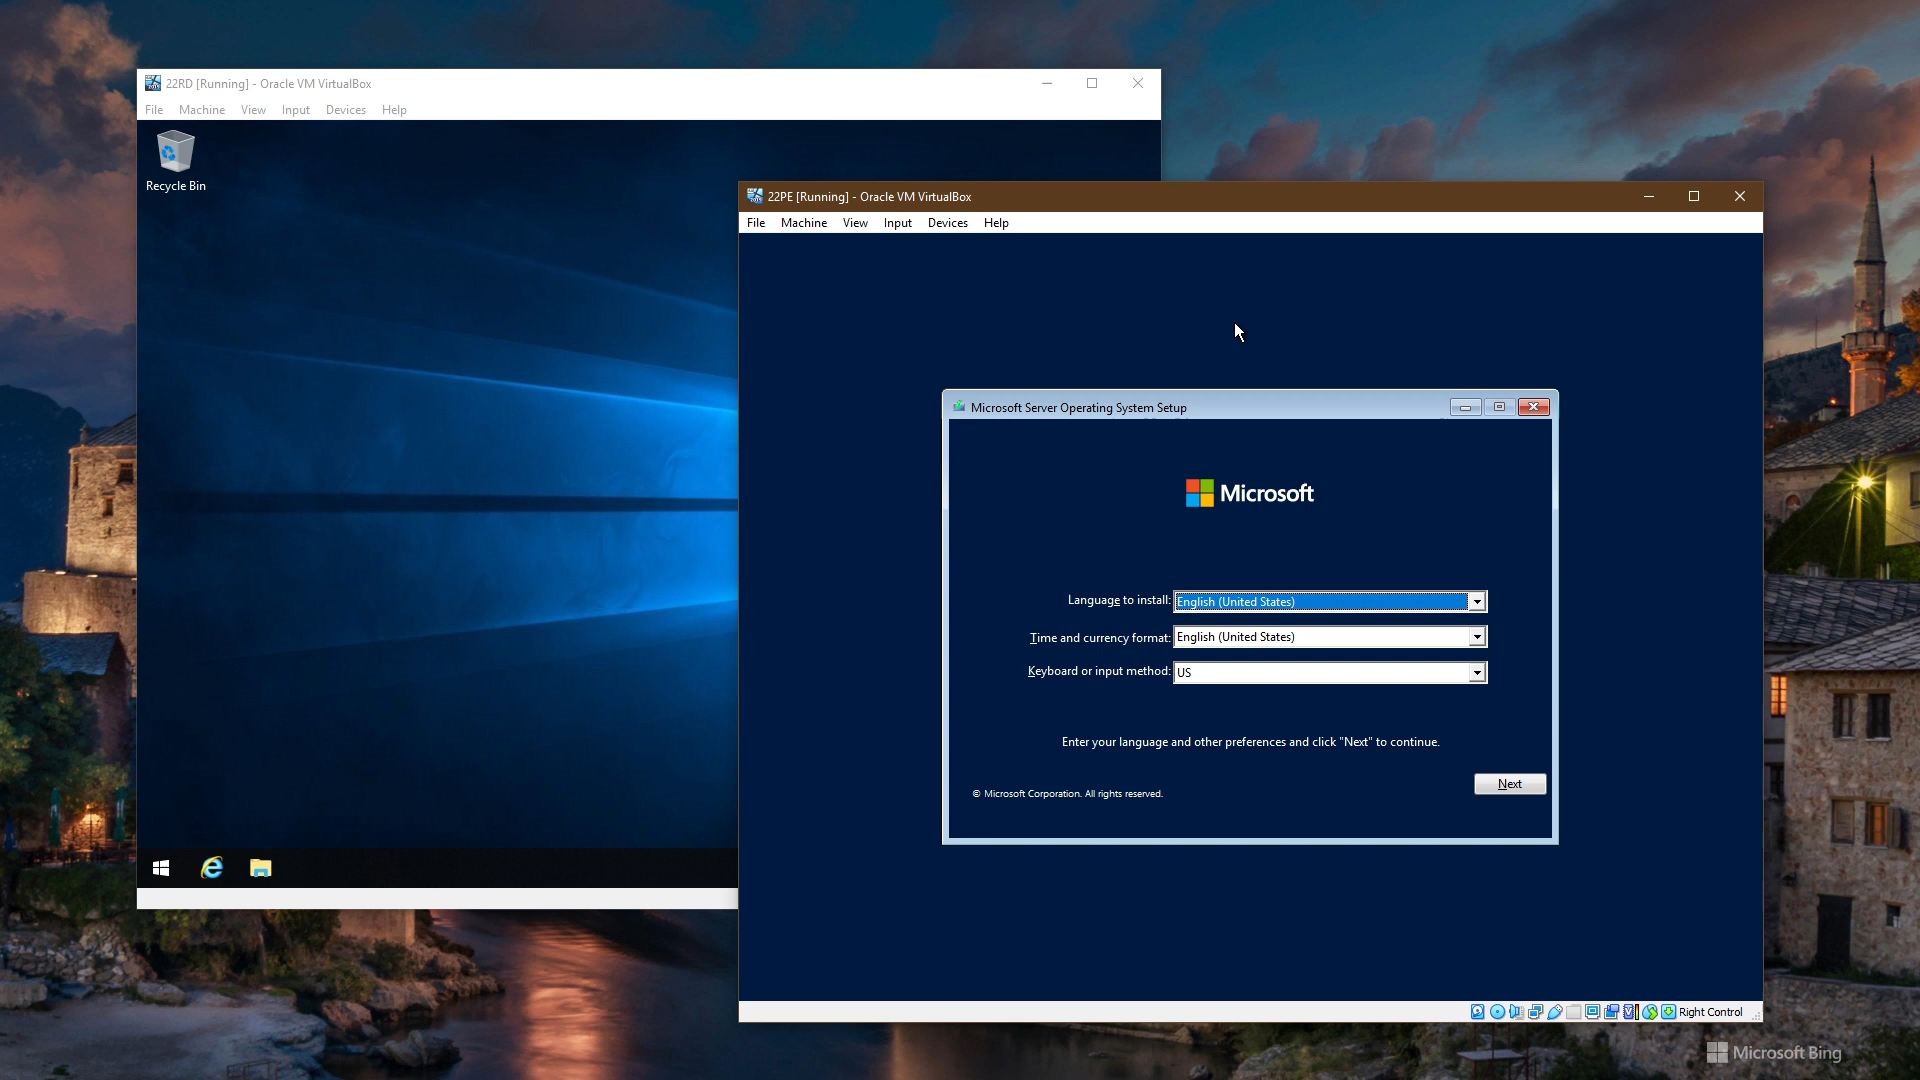 22RD [Running] - Oracle VM VirtualBox
File Machine View Input Devices Help
Recycle Bin
22PE [Running] - Oracle VM VirtualBox
File Machine View Input Devices Help
Microsoft Server Operating System Setup
Microsoft
Language to install: English (United States)
Time and currency format: English (United States)
Keyboard or input method: US
Enter your language and other preferences and click "Next" to continue.
Next
© Microsoft Corporation. All rights reserved.
Right Control
Microsoft Bing